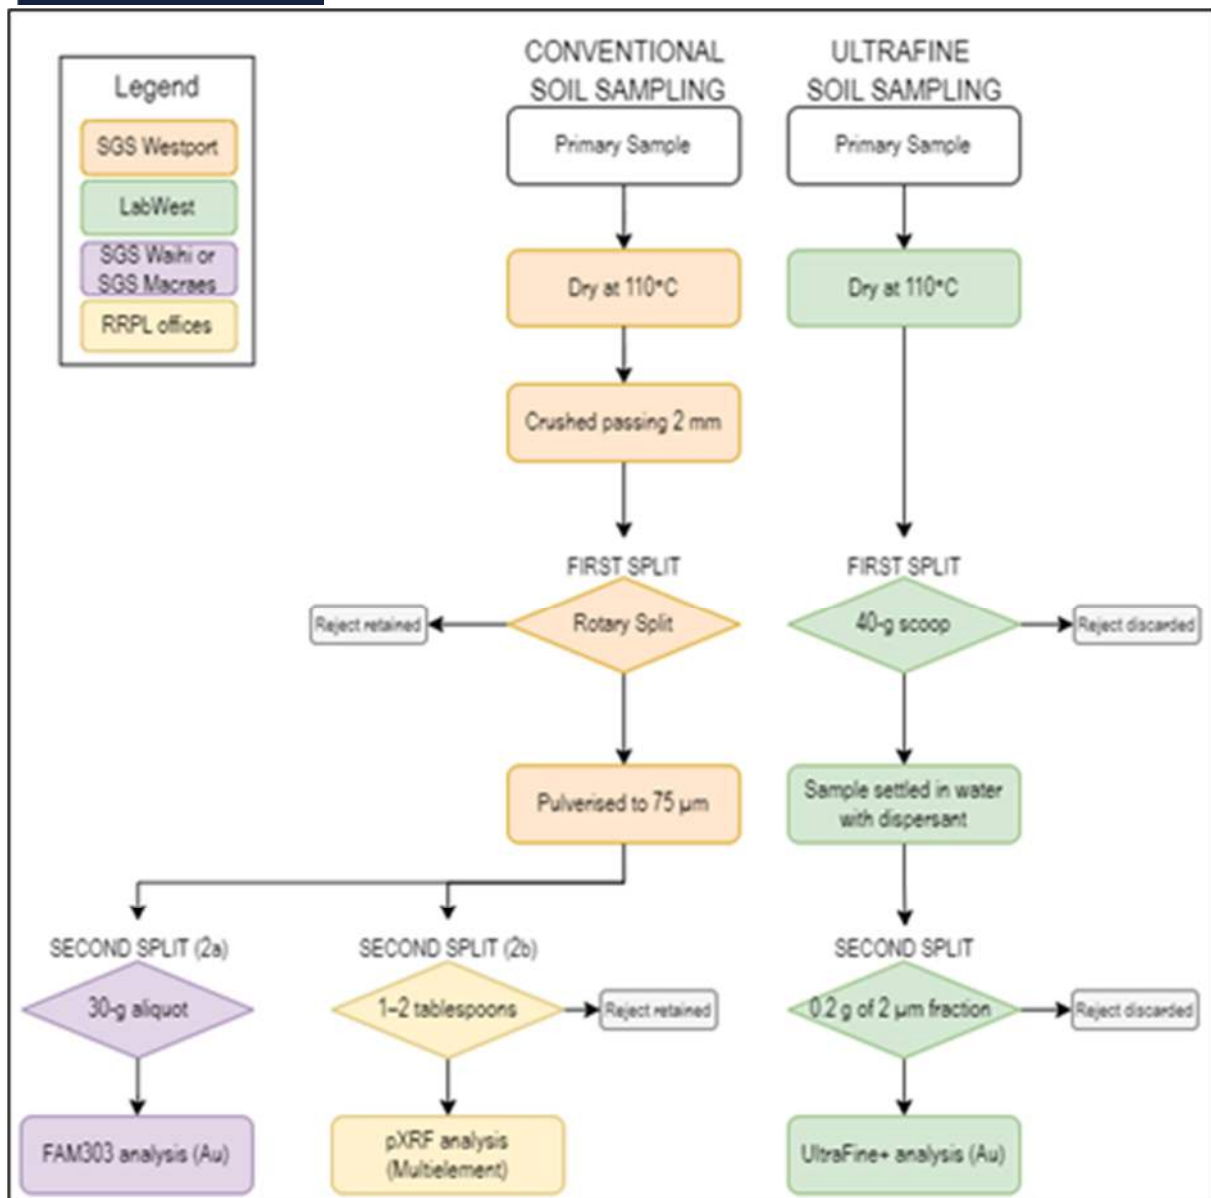 Legend
SGS Westport
LabWest
SGS Waihi or
SGS Macraes
RRPL offices
CONVENTIONAL
SOIL SAMPLING
Primary Sample
Dry at 110°C
Crushed passing 2 mm
FIRST SPLIT
Rotary Split
Reject retained
Pulverised to 75 µm
SECOND SPLIT (2a)
30-g aliquot
FAM303 analysis (Au)
SECOND SPLIT (2b)
1–2 tablespoons
Reject retained
pXRF analysis
(Multielement)
ULTRAFINE
SOIL SAMPLING
Primary Sample
Dry at 110°C
FIRST SPLIT
40-g scoop
Reject discarded
Sample settled in water
with dispersant
SECOND SPLIT
0.2 g of 2 µm fraction
Reject discarded
UltraFine+ analysis (Au)